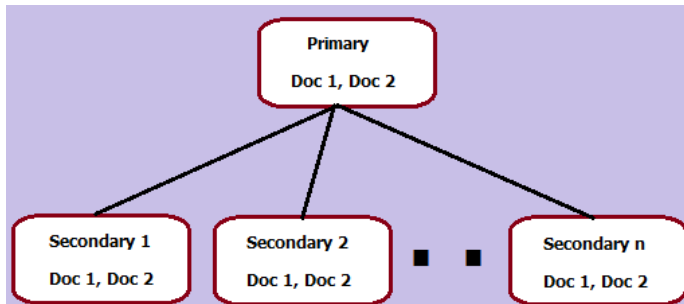 Primary
Doc 1, Doc 2
Secondary 1
Doc 1, Doc 2
Secondary 2
Doc 1, Doc 2
Secondary n
Doc 1, Doc 2